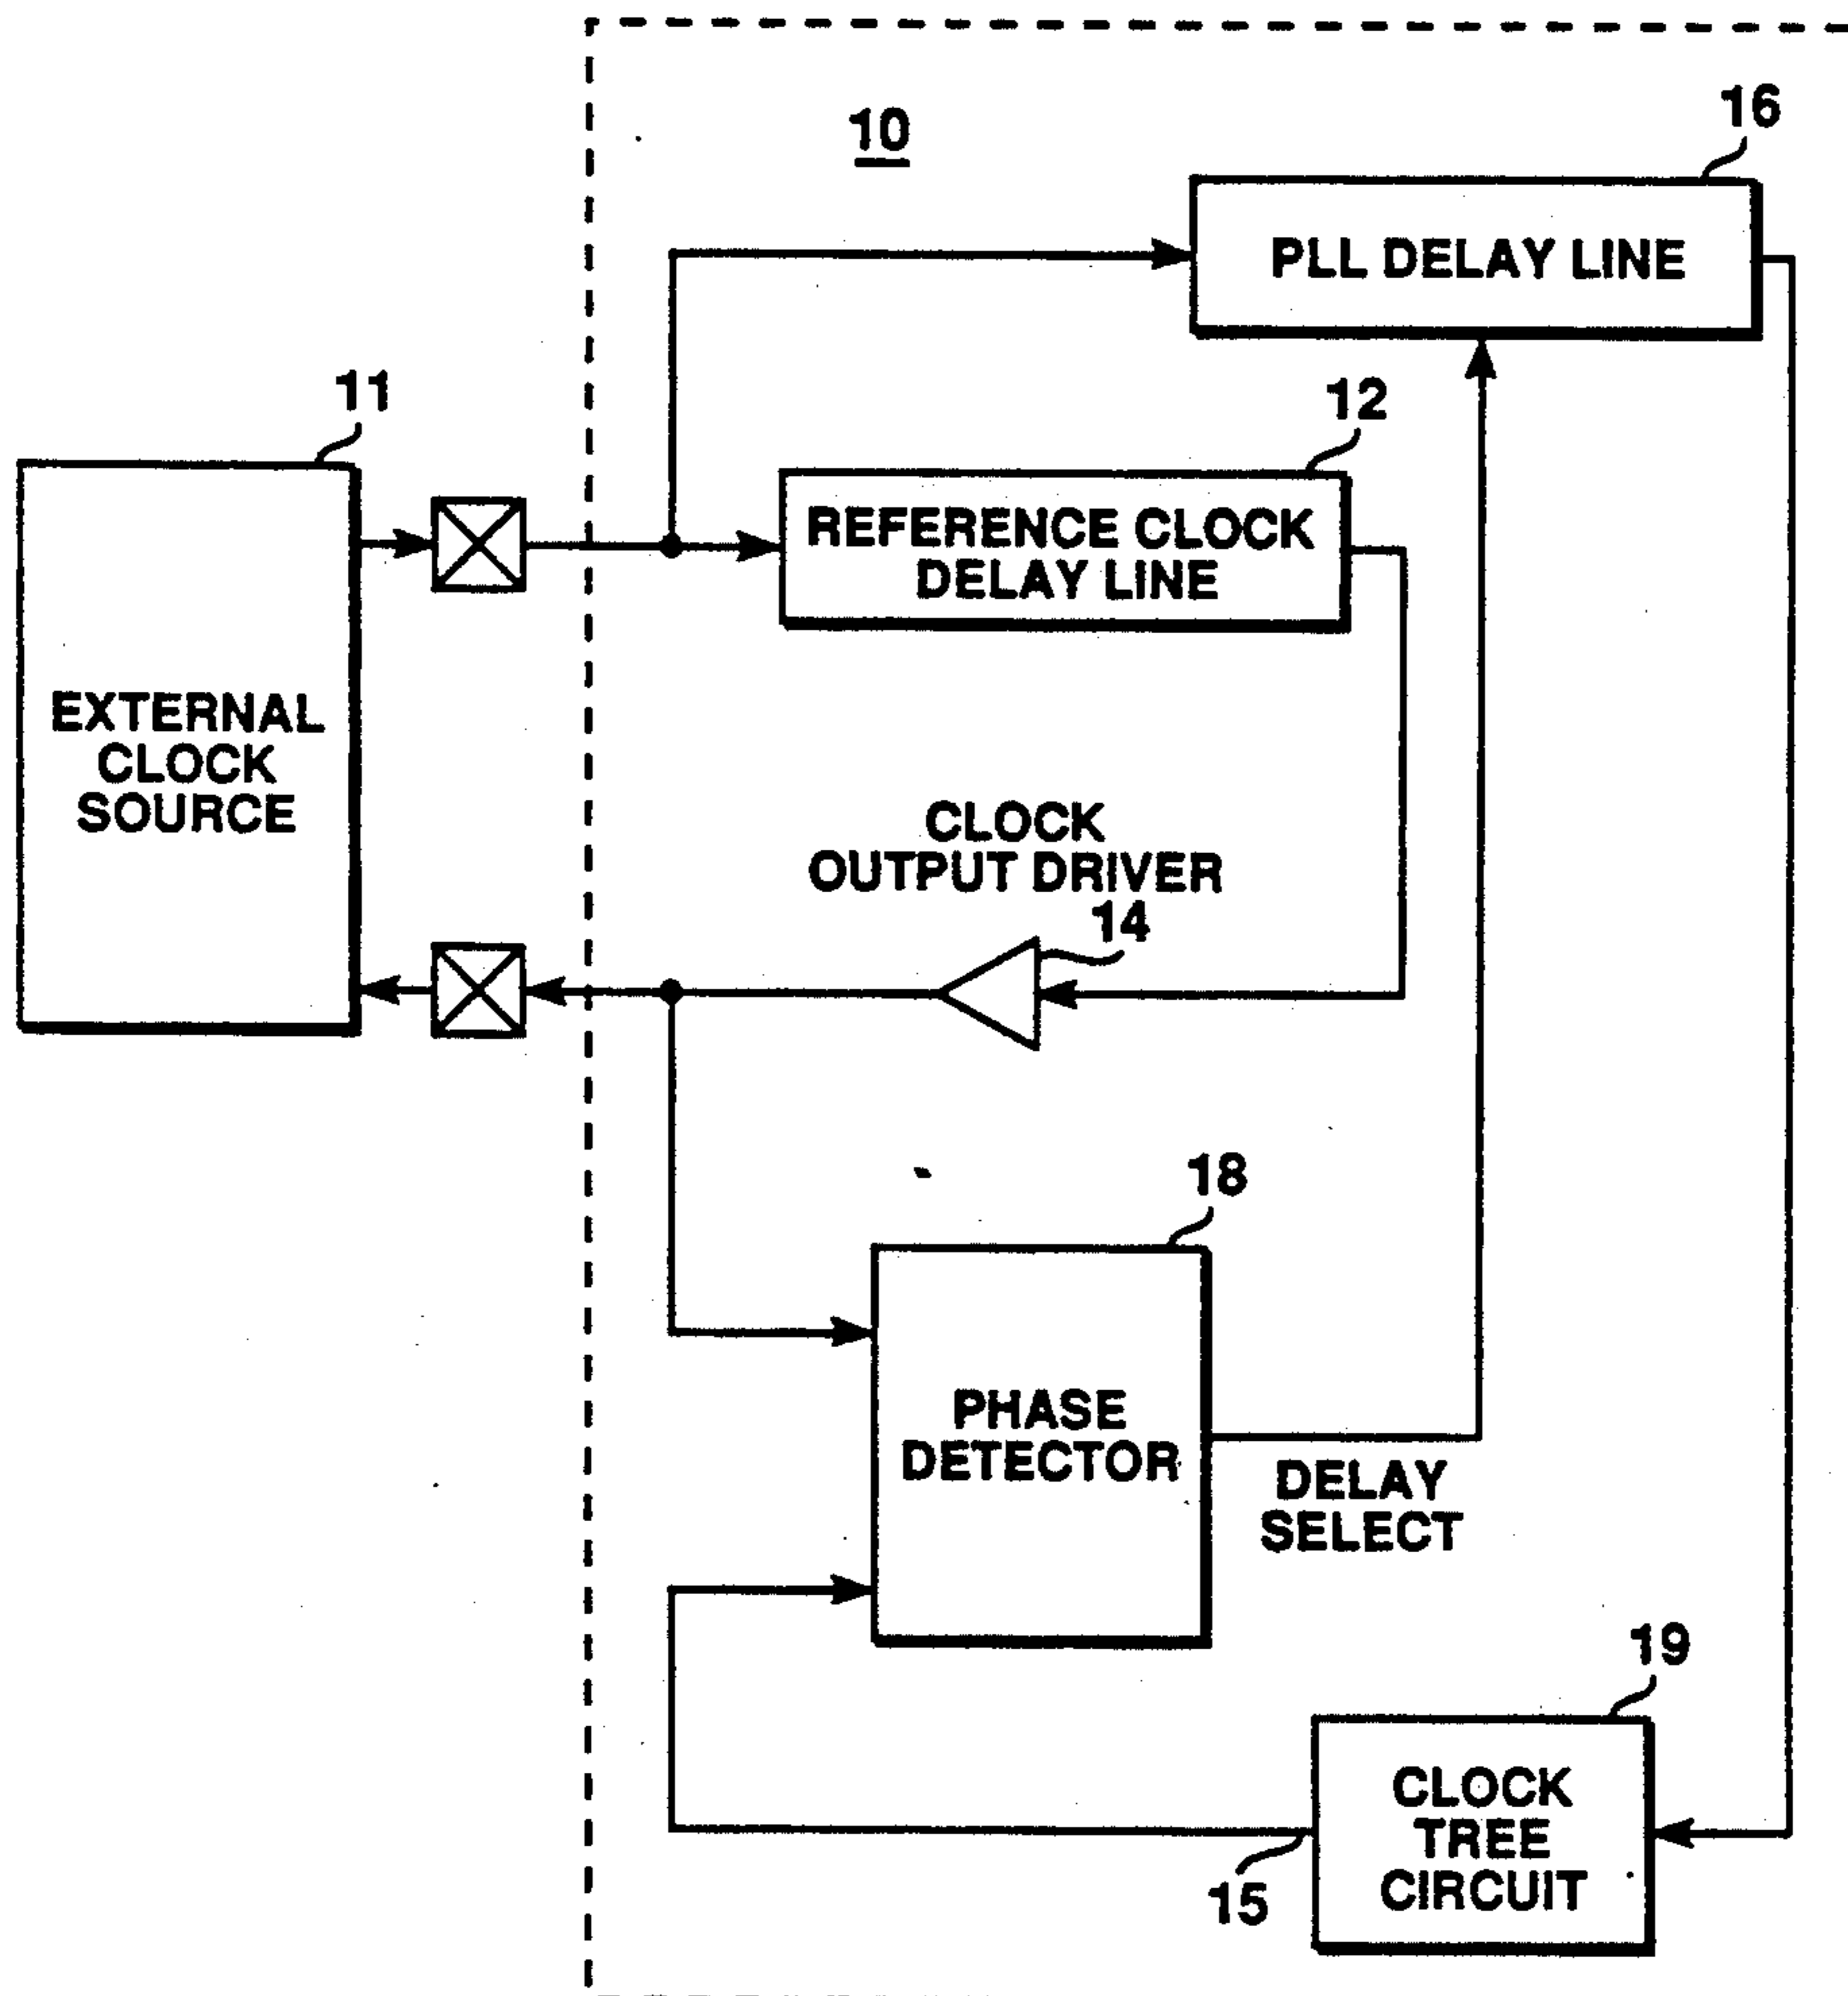 10
16
PLL DELAY LINE
11
12
REFERENCE CLOCK
DELAY LINE
EXTERNAL
CLOCK
SOURCE
CLOCK
OUTPUT DRIVER
14
18
PHASE
DETECTOR
DELAY
SELECT
19
CLOCK
TREE
CIRCUIT
15